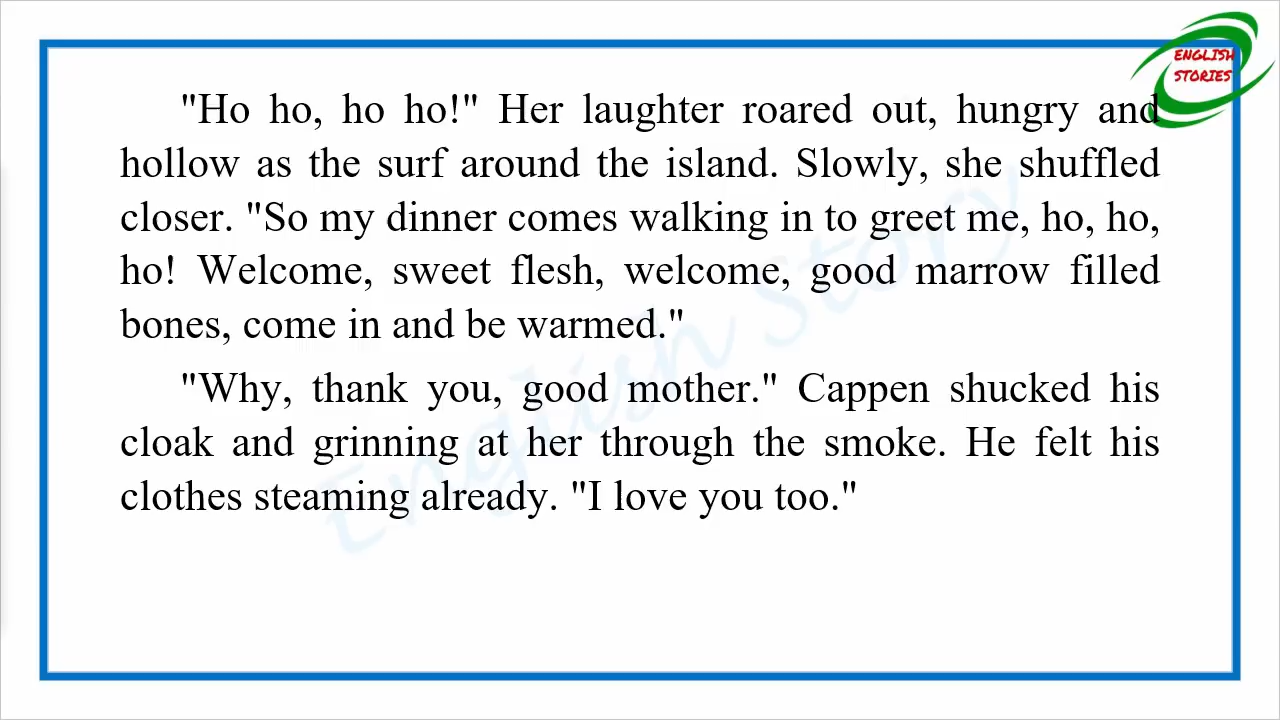 ENGLISH
STORIES
"Ho ho, ho ho!" Her laughter roared out, hungry and
hollow as the surf around the island. Slowly, she shuffled
closer. "So my dinner comes walking in to greet me, ho, ho,
ho! Welcome, sweet flesh, welcome, good marrow filled
bones, come in and be warmed."
"Why, thank you, good mother." Cappen shucked his
cloak and grinning at her through the smoke. He felt his
clothes steaming already. "I love you too."
English Story